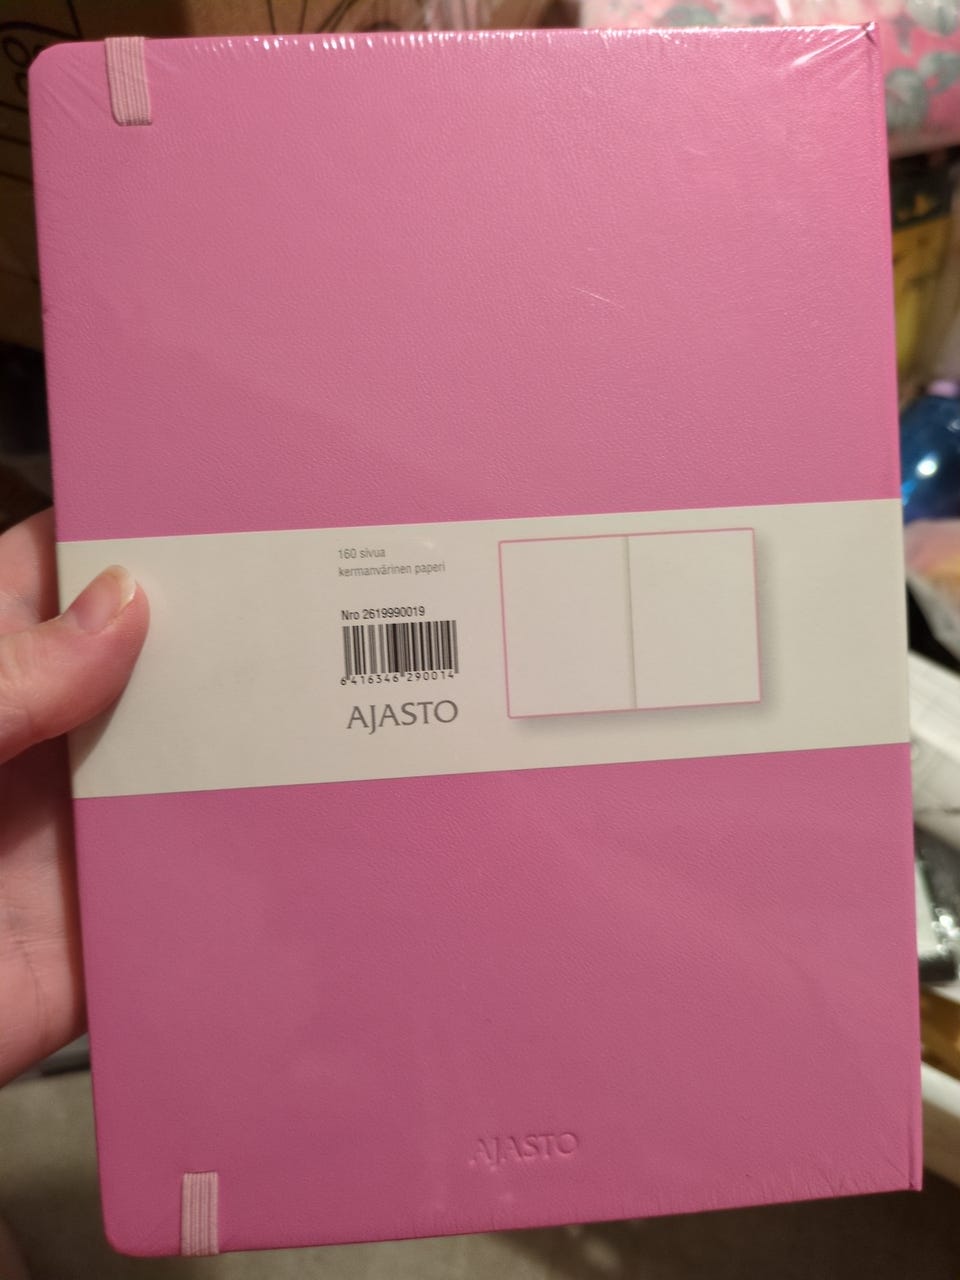 160 sivua
kermanvärinen paperi
Nro 2619990019
6 416346 290014
AJASTO
AJASTO